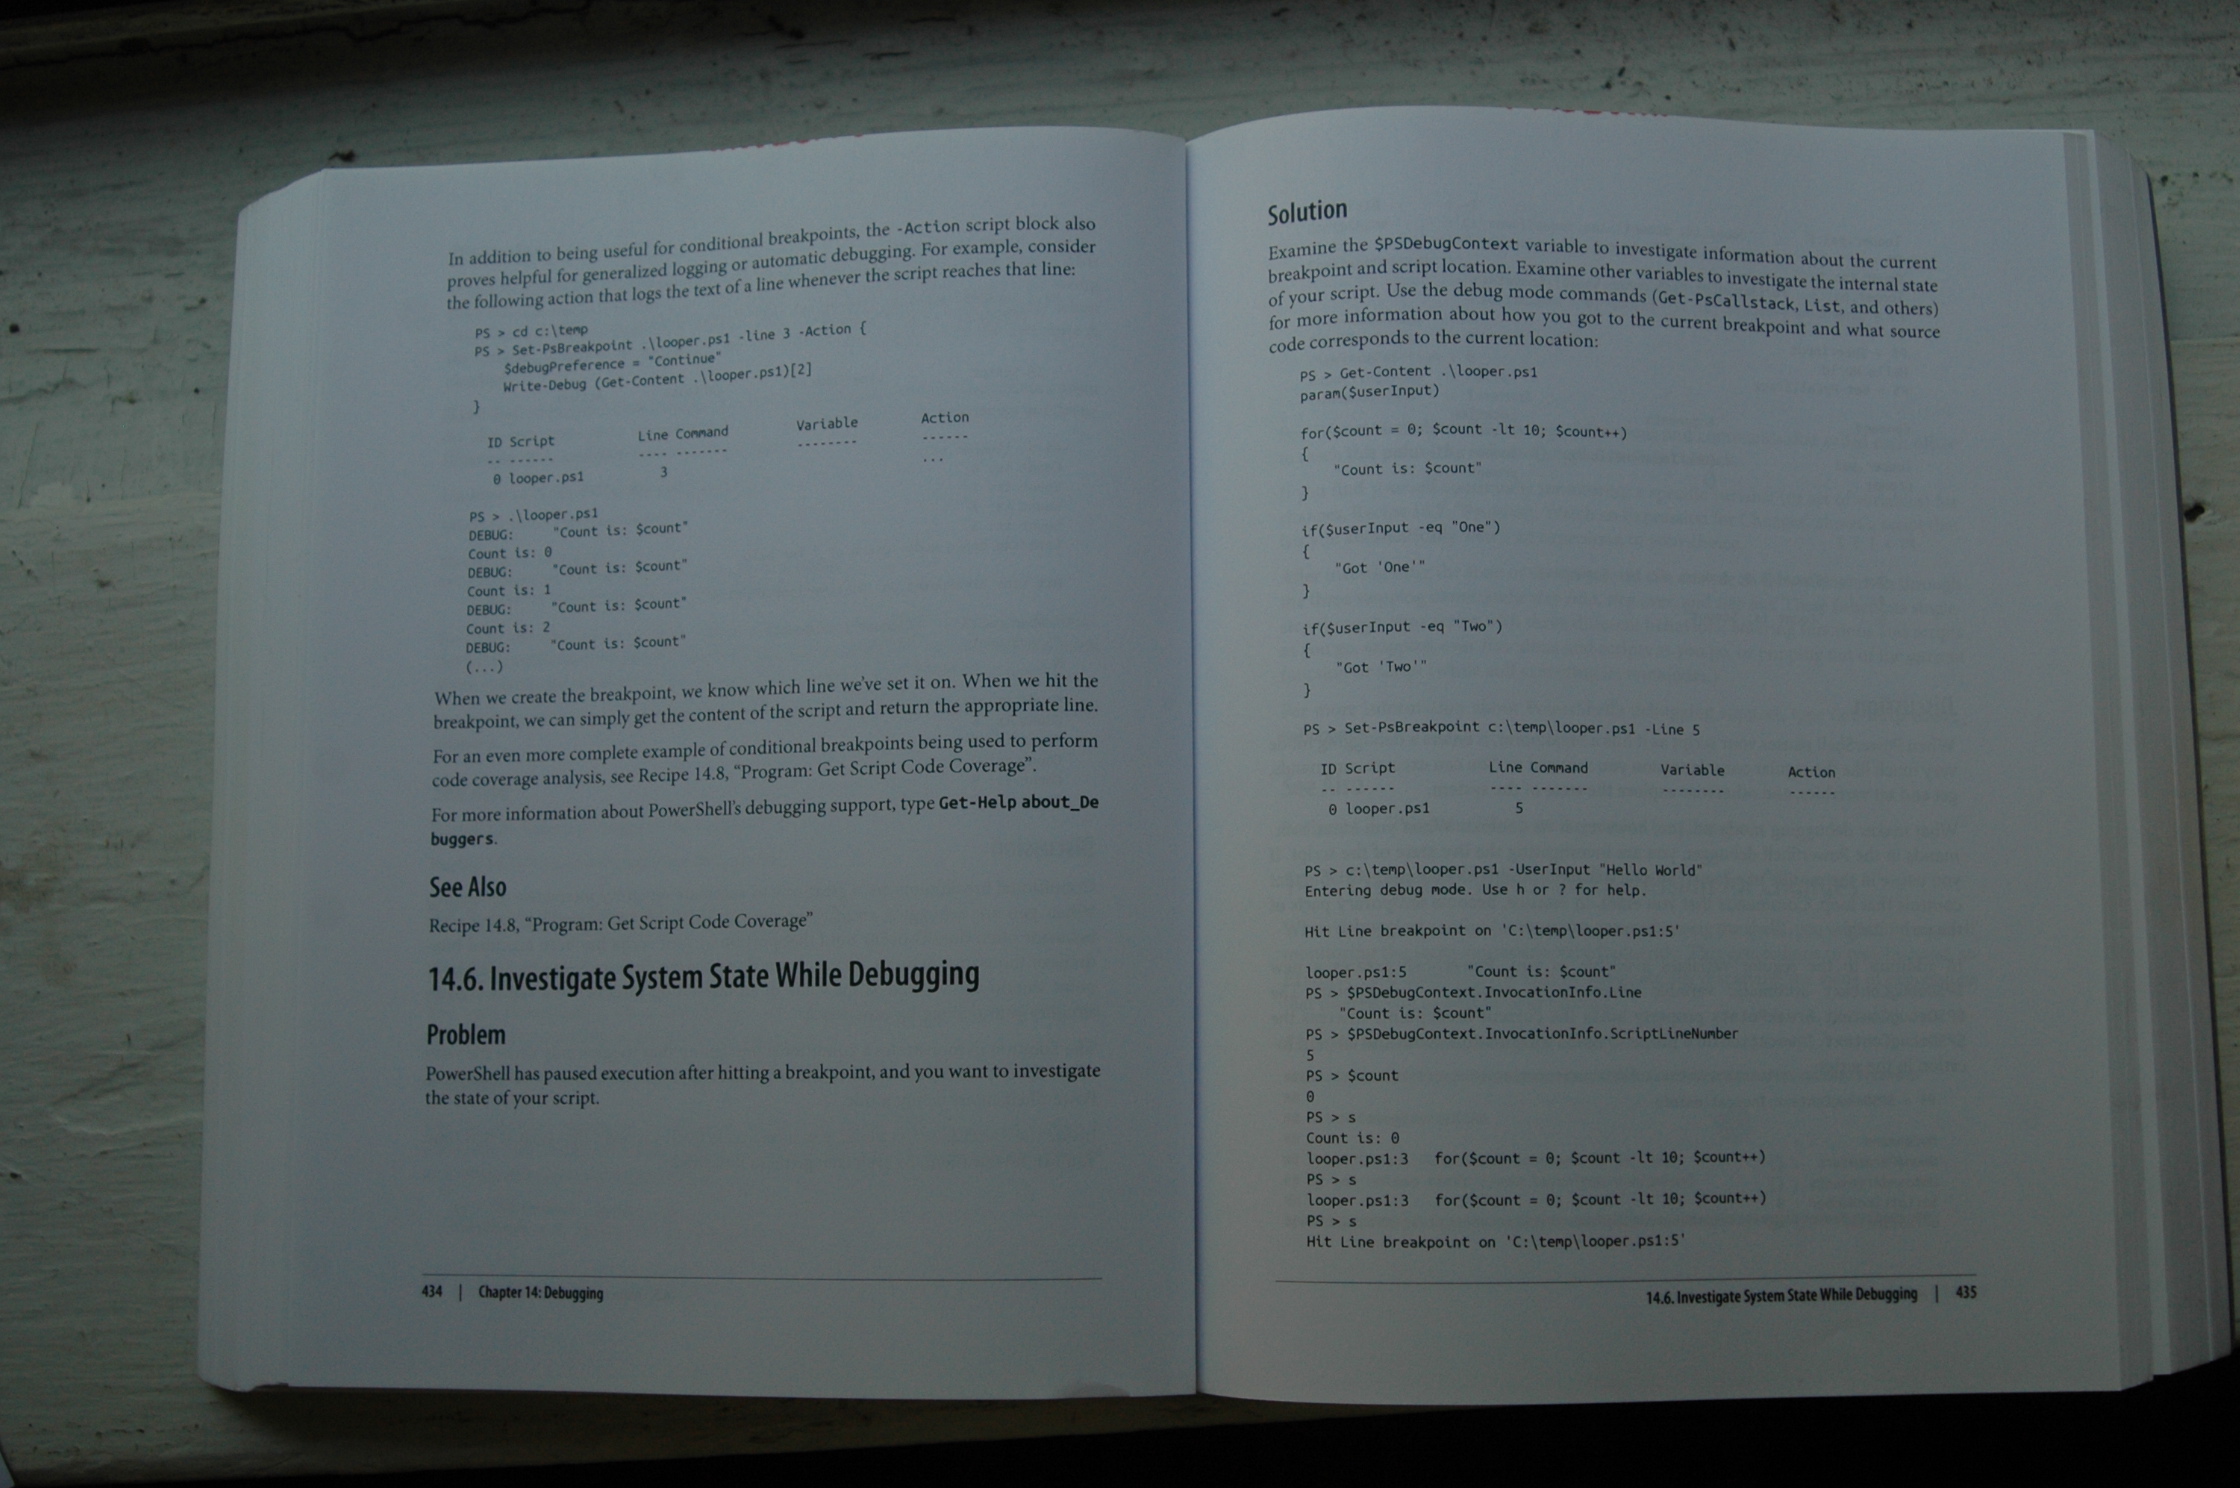 In addition to being useful for conditional breakpoints, the -Action script block also
proves helpful for generalized logging or automatic debugging. For example, consider
the following action that logs the text of a line whenever the script reaches that line:
PS > cd c:\temp
PS > Set-PsBreakpoint .\looper.ps1 -line 3 -Action {
$debugPreference = "Continue"
Write-Debug (Get-Content .\looper.ps1)[2]
}
ID Script Line Command Variable Action
-- ------ ---- ------- -------- ------
0 looper.ps1 3 ...
PS > .\looper.ps1
DEBUG: "Count is: $count"
Count is: 0
DEBUG: "Count is: $count"
Count is: 1
DEBUG: "Count is: $count"
Count is: 2
DEBUG: "Count is: $count"
(...)
When we create the breakpoint, we know which line we've set it on. When we hit the
breakpoint, we can simply get the content of the script and return the appropriate line.
For an even more complete example of conditional breakpoints being used to perform
code coverage analysis, see Recipe 14.8, “Program: Get Script Code Coverage”.
For more information about PowerShell's debugging support, type Get-Help about_De
buggers.
See Also
Recipe 14.8, “Program: Get Script Code Coverage”
14.6. Investigate System State While Debugging
Problem
PowerShell has paused execution after hitting a breakpoint, and you want to investigate
the state of your script.
434 | Chapter 14: Debugging
Solution
Examine the $PSDebugContext variable to investigate information about the current
breakpoint and script location. Examine other variables to investigate the internal state
of your script. Use the debug mode commands (Get-PsCallstack, List, and others)
for more information about how you got to the current breakpoint and what source
code corresponds to the current location:
PS > Get-Content .\looper.ps1
param($userInput)
for($count = 0; $count -lt 10; $count++)
{
"Count is: $count"
}
if($userInput -eq "One")
{
"Got 'One'"
}
if($userInput -eq "Two")
{
"Got 'Two'"
}
PS > Set-PsBreakpoint c:\temp\looper.ps1 -Line 5
ID Script Line Command Variable Action
-- ------ ---- ------- -------- ------
0 looper.ps1 5
PS > c:\temp\looper.ps1 -UserInput "Hello World"
Entering debug mode. Use h or ? for help.
Hit Line breakpoint on 'C:\temp\looper.ps1:5'
looper.ps1:5 "Count is: $count"
PS > $PSDebugContext.InvocationInfo.Line
"Count is: $count"
PS > $PSDebugContext.InvocationInfo.ScriptLineNumber
5
PS > $count
0
PS > s
Count is: 0
looper.ps1:3 for($count = 0; $count -lt 10; $count++)
PS > s
looper.ps1:3 for($count = 0; $count -lt 10; $count++)
PS > s
Hit Line breakpoint on 'C:\temp\looper.ps1:5'
14.6. Investigate System State While Debugging | 435